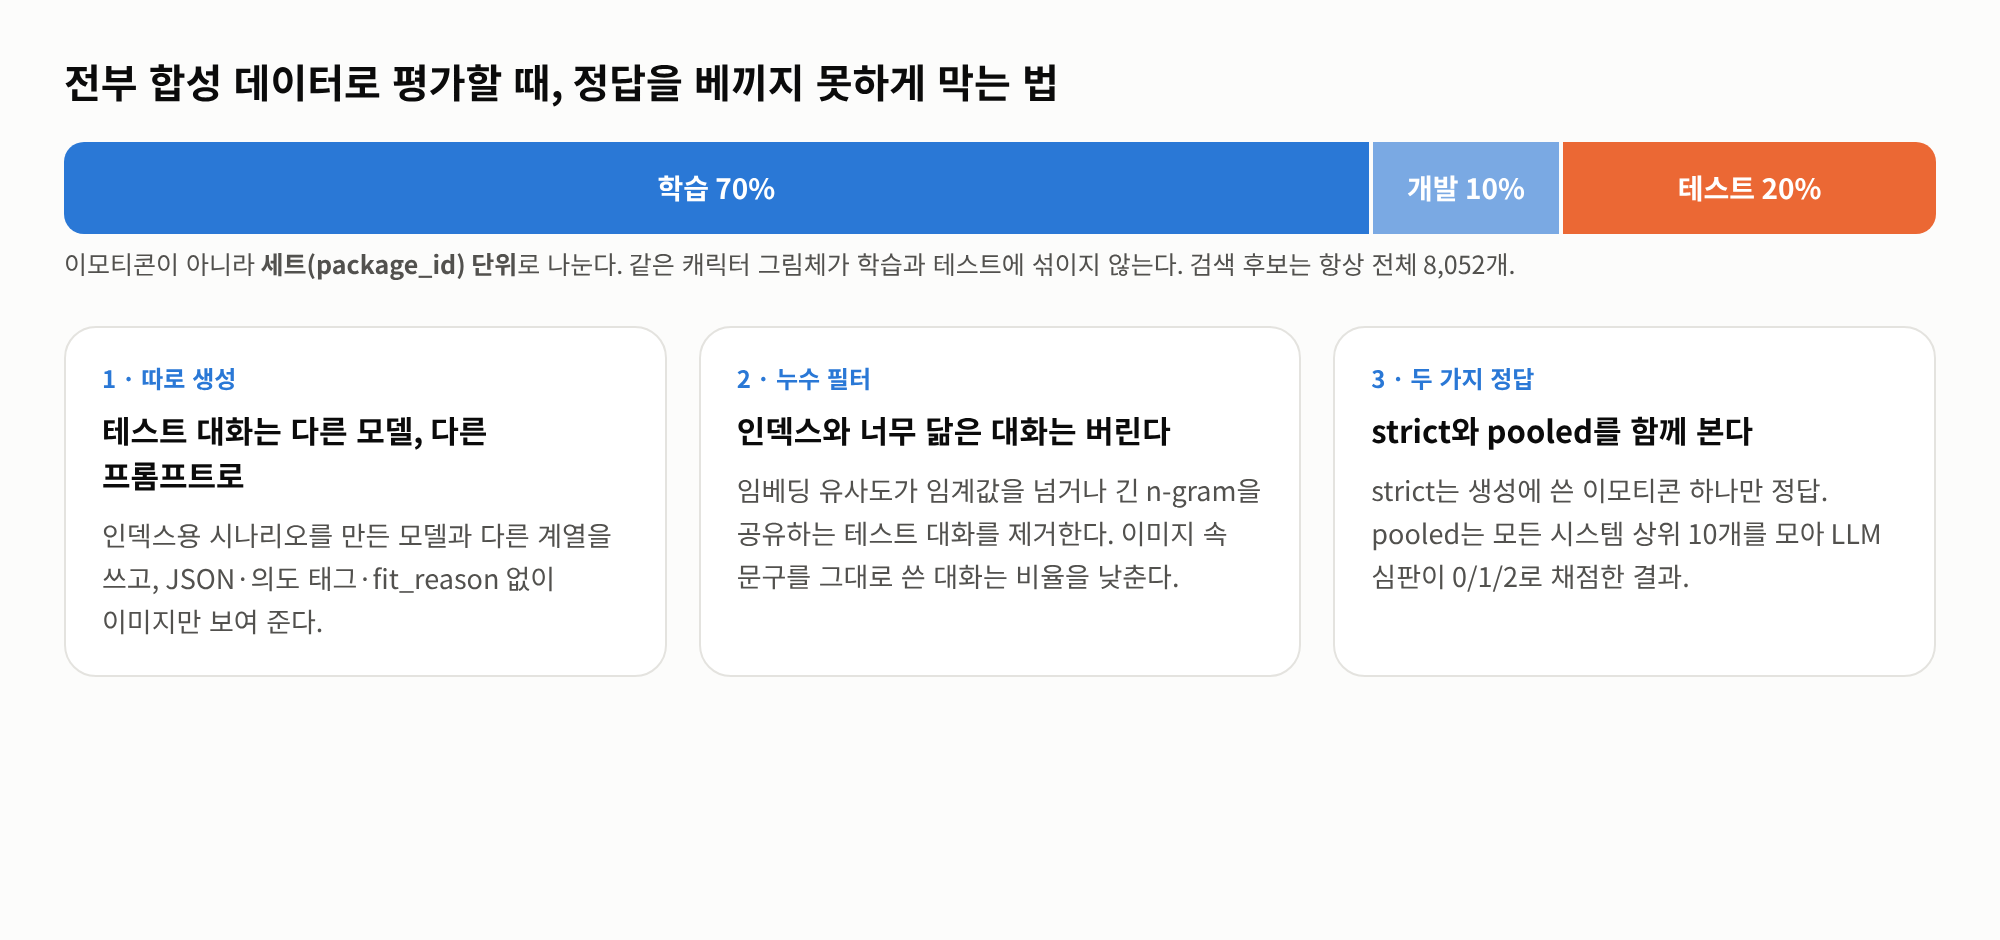 전부 합성 데이터로 평가할 때, 정답을 베끼지 못하게 막는 법
학습 70%
개발 10%
테스트 20%
이모티콘이 아니라 세트(package_id) 단위로 나눈다. 같은 캐릭터 그림체가 학습과 테스트에 섞이지 않는다. 검색 후보는 항상 전체 8,052개.
1 · 따로 생성
테스트 대화는 다른 모델, 다른
프롬프트로
인덱스용 시나리오를 만든 모델과 다른 계열을
쓰고, JSON·의도 태그·fit_reason 없이
이미지만 보여 준다.
2 · 누수 필터
인덱스와 너무 닮은 대화는 버린다
임베딩 유사도가 임계값을 넘거나 긴 n-gram을
공유하는 테스트 대화를 제거한다. 이미지 속
문구를 그대로 쓴 대화는 비율을 낮춘다.
3 · 두 가지 정답
strict와 pooled를 함께 본다
strict는 생성에 쓴 이모티콘 하나만 정답.
pooled는 모든 시스템 상위 10개를 모아 LLM
심판이 0/1/2로 채점한 결과.